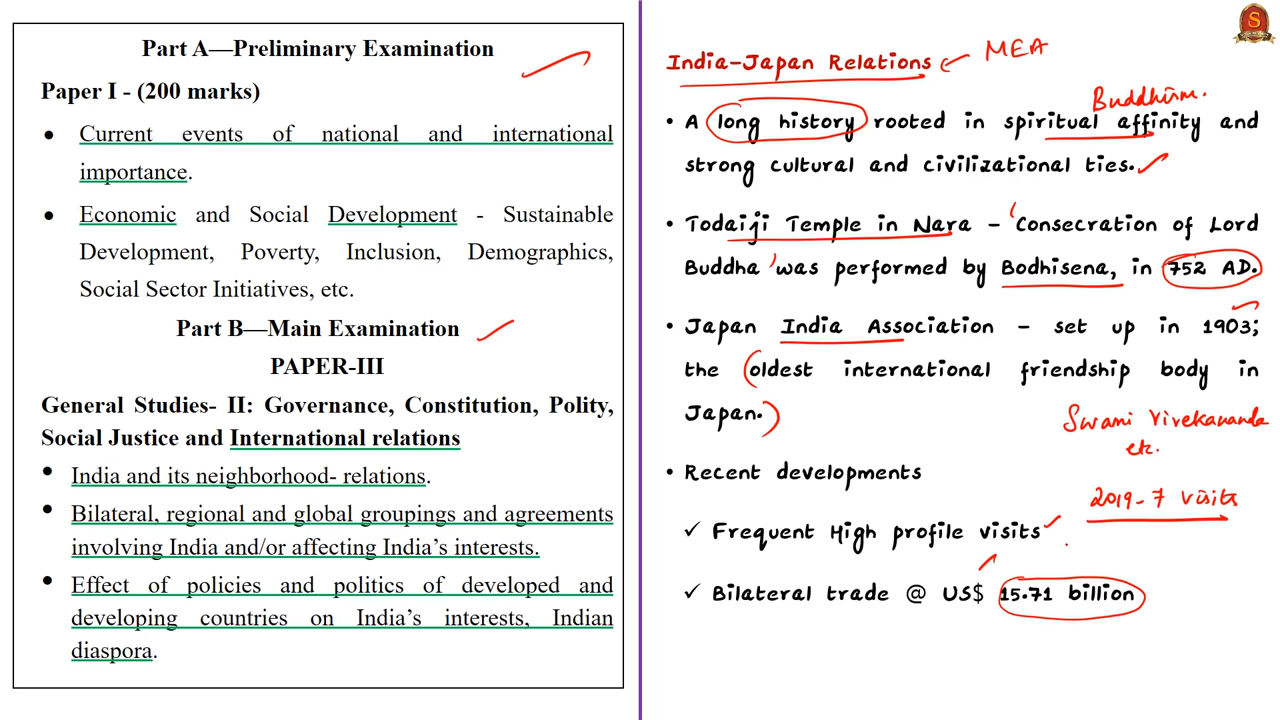 Part A—Preliminary Examination
Paper I - (200 marks)
● Current events of national and international
importance.
● Economic and Social Development - Sustainable
Development, Poverty, Inclusion, Demographics,
Social Sector Initiatives, etc.
Part B—Main Examination
PAPER-III
General Studies- II: Governance, Constitution, Polity,
Social Justice and International relations
● India and its neighborhood- relations.
● Bilateral, regional and global groupings and agreements
involving India and/or affecting India’s interests.
● Effect of policies and politics of developed and
developing countries on India’s interests, Indian
diaspora.
S
India-Japan Relations
MEA
Buddhism.
• A long history rooted in spiritual affinity and
strong cultural and civilizational ties.
• Todaiji Temple in Nara – ‘Consecration of Lord
Buddha’ was performed by Bodhisena, in 752 AD.
• Japan India Association – set up in 1903;
the (oldest international friendship body in
Japan.)
Swami Vivekananda
etc.
• Recent developments
2019-7 visits
✓ Frequent High profile visits
✓ Bilateral trade @ US$ 15.71 billion